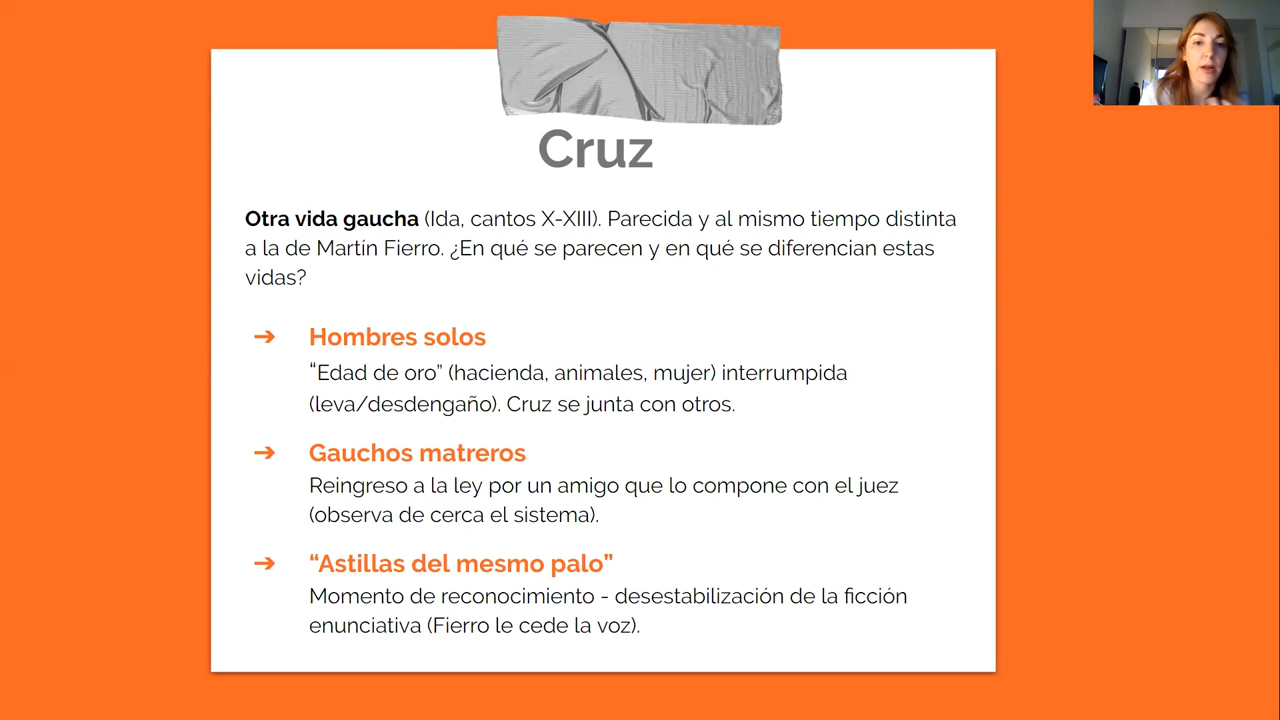 Cruz
Otra vida gaucha (Ida, cantos X-XIII). Parecida y al mismo tiempo distinta
a la de Martín Fierro. ¿En qué se parecen y en qué se diferencian estas
vidas?
➔ Hombres solos
“Edad de oro” (hacienda, animales, mujer) interrumpida
(leva/desdengaño). Cruz se junta con otros.
➔ Gauchos matreros
Reingreso a la ley por un amigo que lo compone con el juez
(observa de cerca el sistema).
➔ “Astillas del mesmo palo”
Momento de reconocimiento - desestabilización de la ficción
enunciativa (Fierro le cede la voz).